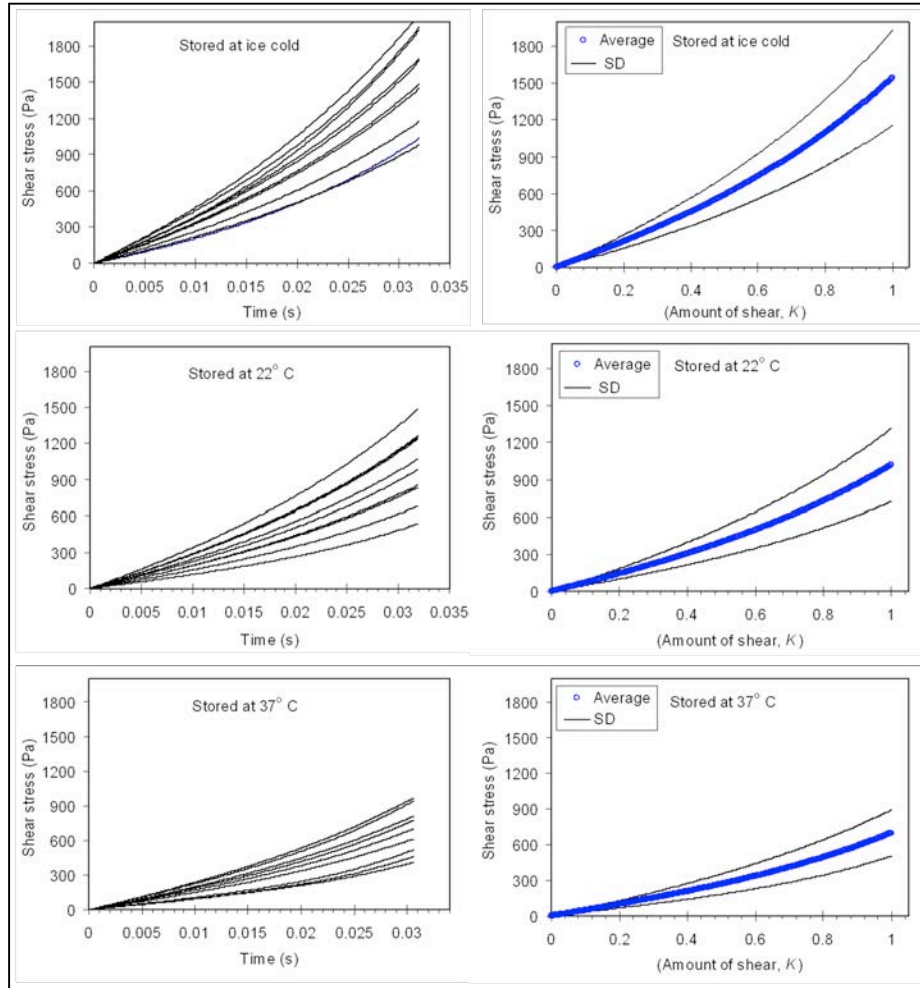 1800
1500
1200
900
600
300
0
Shear stress (Pa)
Stored at ice cold
0 0.005 0.01 0.015 0.02 0.025 0.03 0.035
Time (s)
1800
1500
1200
900
600
300
0
Shear stress (Pa)
Average
SD
Stored at ice cold
0 0.2 0.4 0.6 0.8 1
(Amount of shear, K)
1800
1500
1200
900
600
300
0
Shear stress (Pa)
Stored at 22° C
0 0.005 0.01 0.015 0.02 0.025 0.03 0.035
Time (s)
1800
1500
1200
900
600
300
0
Shear stress (Pa)
Average
SD
Stored at 22° C
0 0.2 0.4 0.6 0.8 1
(Amount of shear, K)
1800
1500
1200
900
600
300
0
Shear stress (Pa)
Stored at 37° C
0 0.005 0.01 0.015 0.02 0.025 0.03
Time (s)
1800
1500
1200
900
600
300
0
Shear stress (Pa)
Average
SD
Stored at 37° C
0 0.2 0.4 0.6 0.8 1
(Amount of shear, K)